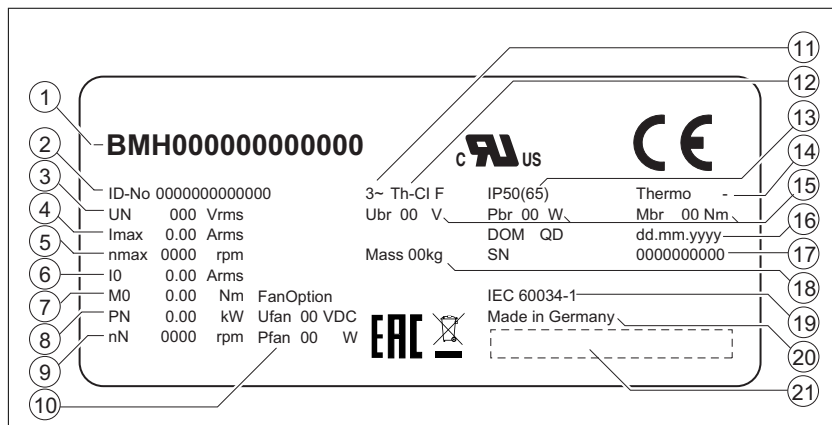 11
12
1
13
BMH000000000000
c RU US
CE
2
14
3
ID-No 0000000000000 3~ Th-CI F IP50(65) Thermo -
15
4
UN 000 Vrms Ubr 00 V Pbr 00 W Mbr 00 Nm
Imax 0.00 Arms DOM QD dd.mm.yyyy
16
5
nmax 0000 rpm Mass 00kg SN 0000000000
17
6
I0 0.00 Arms
18
7
M0 0.00 Nm FanOption IEC 60034-1
19
8
PN 0.00 kW Ufan 00 VDC Made in Germany
nN 0000 rpm Pfan 00 W EAC
20
9
10
21